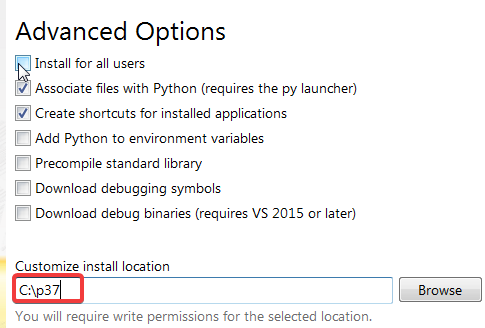 Advanced Options
Install for all users
Associate files with Python (requires the py launcher)
Create shortcuts for installed applications
Add Python to environment variables
Precompile standard library
Download debugging symbols
Download debug binaries (requires VS 2015 or later)
Customize install location
C:\p37
Browse
You will require write permissions for the selected location.